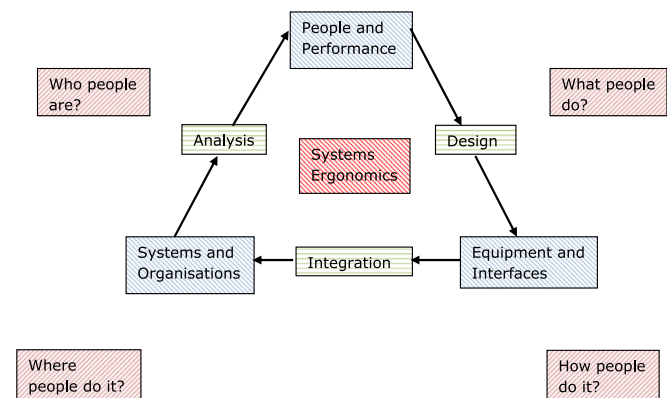 People and
Performance
Who people
are?
What people
do?
Analysis
Design
Systems
Ergonomics
Systems and
Organisations
Integration
Equipment and
Interfaces
Where
people do it?
How people
do it?